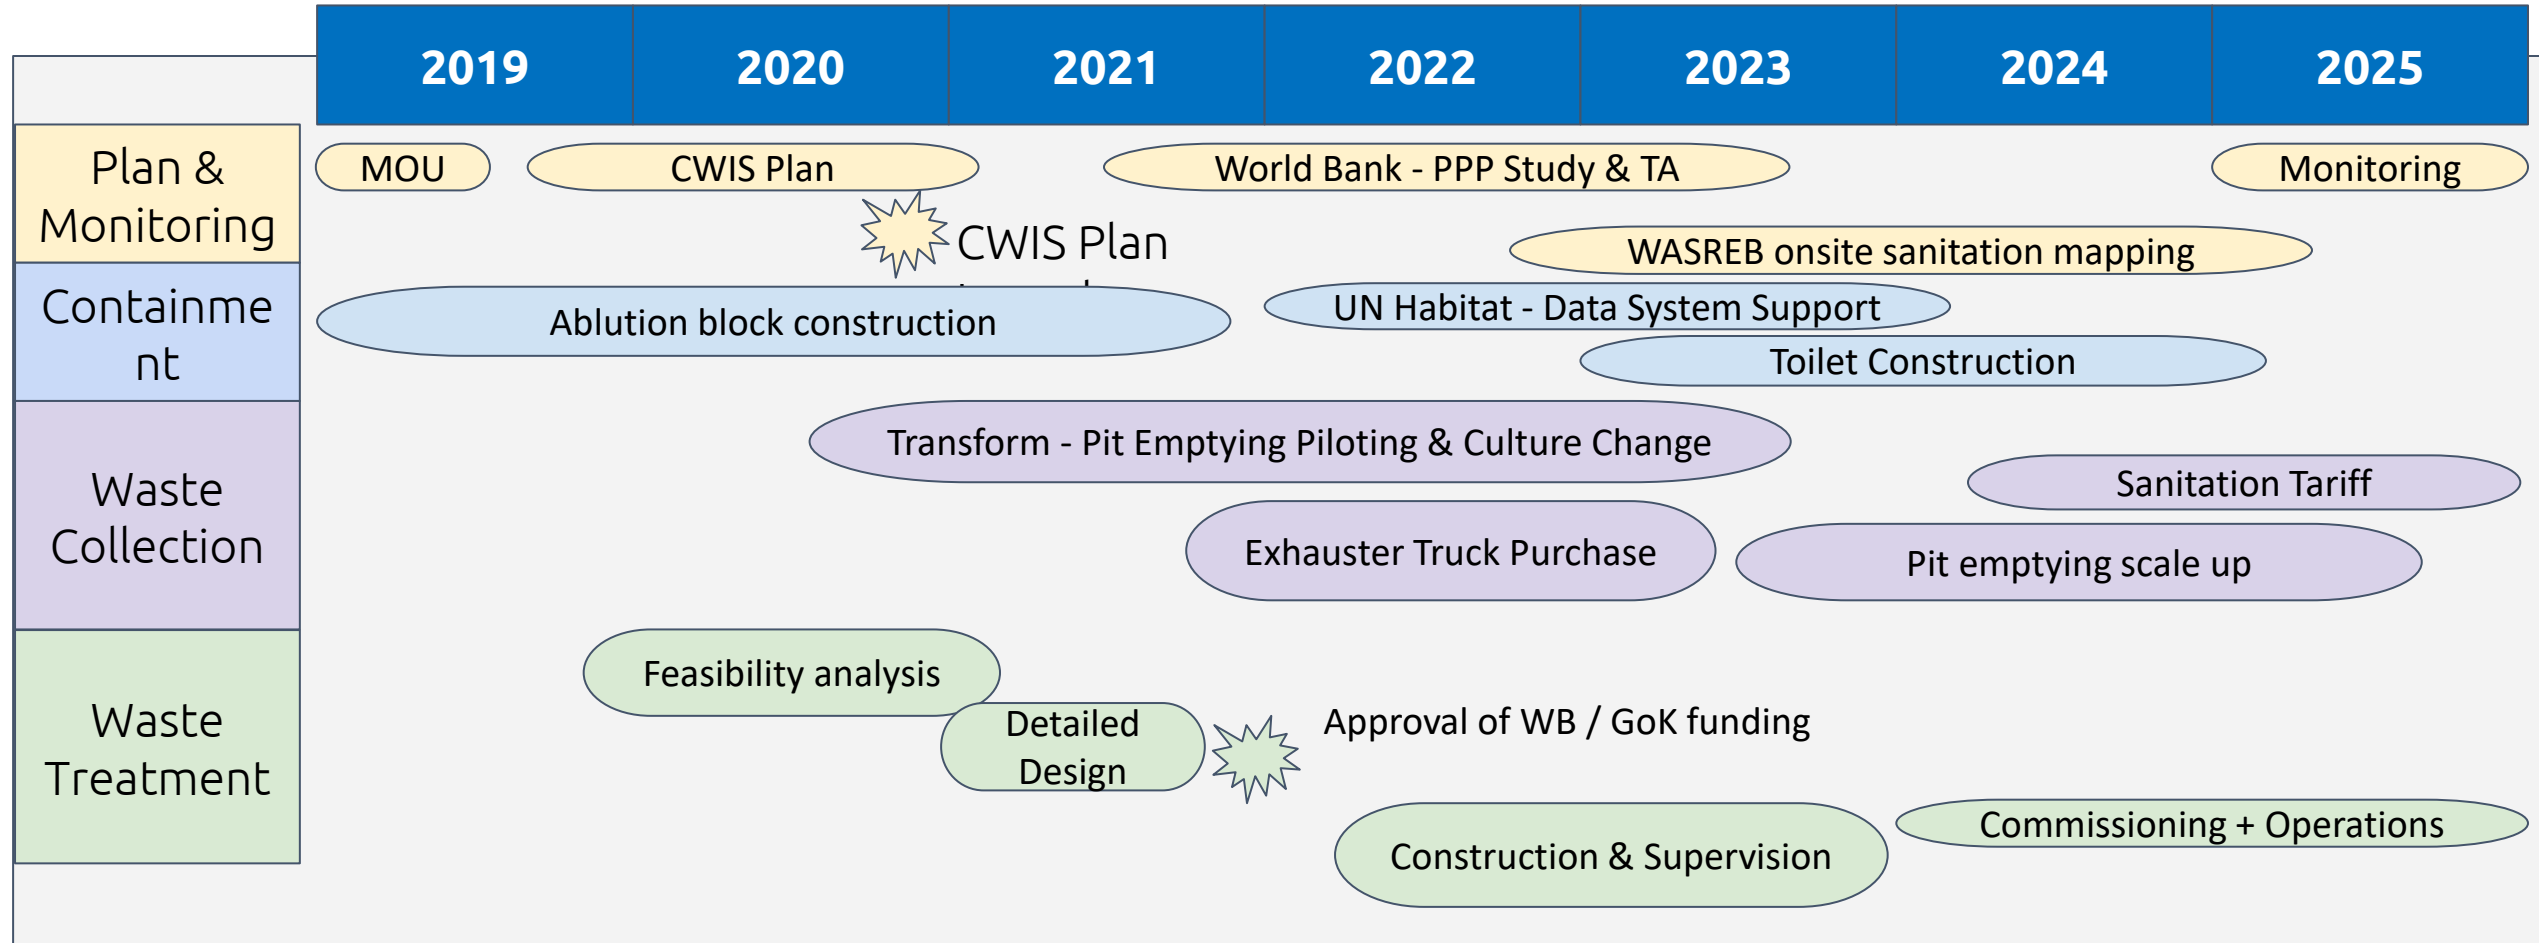 2019 2020 2021 2022 2023 2024 2025
Plan &
Monitoring
MOU
CWIS Plan
World Bank - PPP Study & TA
Monitoring
CWIS Plan
WASREB onsite sanitation mapping
Containme
nt
Ablution block construction
UN Habitat - Data System Support
Toilet Construction
Waste
Collection
Transform - Pit Emptying Piloting & Culture Change
Sanitation Tariff
Exhauster Truck Purchase
Pit emptying scale up
Waste
Treatment
Feasibility analysis
Detailed
Design
Approval of WB / GoK funding
Construction & Supervision
Commissioning + Operations